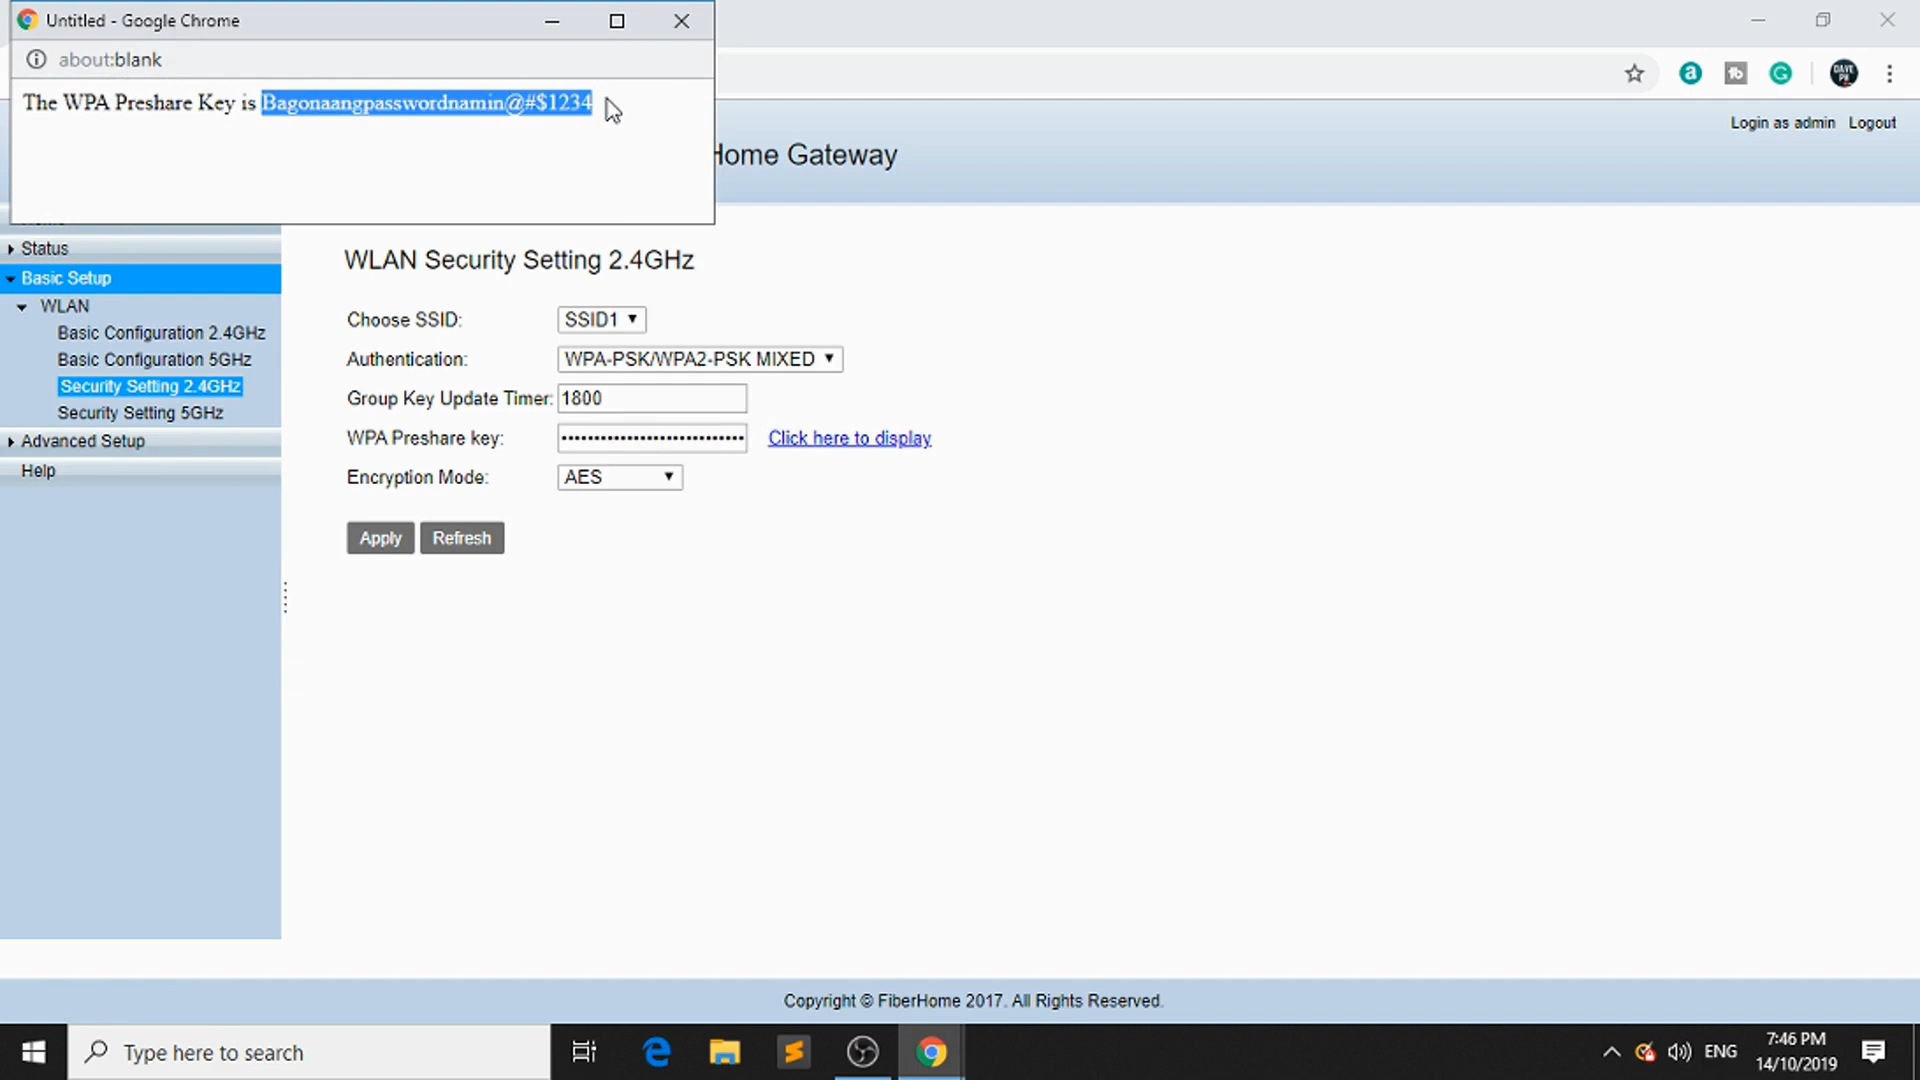 Untitled - Google Chrome
about:blank
The WPA Preshare Key is Bagonaangpasswordnamin@#$1234
Login as admin Logout
Home Gateway
Status
Basic Setup
WLAN
Basic Configuration 2.4GHz
Basic Configuration 5GHz
Security Setting 2.4GHz
Security Setting 5GHz
Advanced Setup
Help
WLAN Security Setting 2.4GHz
Choose SSID: SSID1
Authentication: WPA-PSK/WPA2-PSK MIXED
Group Key Update Timer: 1800
WPA Preshare key: •••••••••••••••••••••••••••• Click here to display
Encryption Mode: AES
Apply Refresh
Copyright © FiberHome 2017. All Rights Reserved.
Type here to search
ENG
7:46 PM
14/10/2019